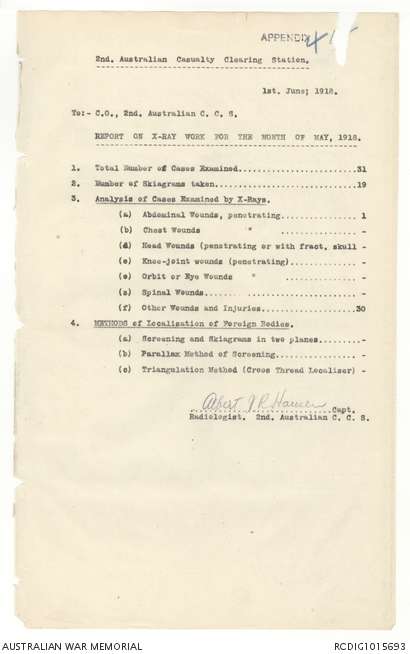 APPENDIX
2nd. Australian Casualty Clearing Station.
1st. June; 1918.
To:- C.O., 2nd. Australian C. C. S.
REPORT ON X-RAY WORK FOR THE MONTH OF MAY, 1918.
1. Total Number of Cases Examined..............................31
2. Number of Skiagrams taken...................................19
3. Analysis of Cases Examined by X-Rays.
(a) Abdominal Wounds, penetrating............... 1
(b) Chest Wounds " .............. -
(d) Head Wounds (penetrating or with fract. skull -
(e) Knee-joint wounds (penetrating)............. -
(e) Orbit or Eye Wounds " .............. -
(s) Spinal Wounds............................... -
(f) Other Wounds and Injuries...................30
4. METHODS of Localisation of Foreign Bodies.
(a) Screening and Skiagrams in two planes........-
(b) Parallax Method of Screening.................-
(c) Triangulation Method (Cross Thread Localiser) -
Albert
Capt.
Radiologist. 2nd. Australian C. C. S.
AUSTRALIAN WAR MEMORIAL
RCDIG1015693